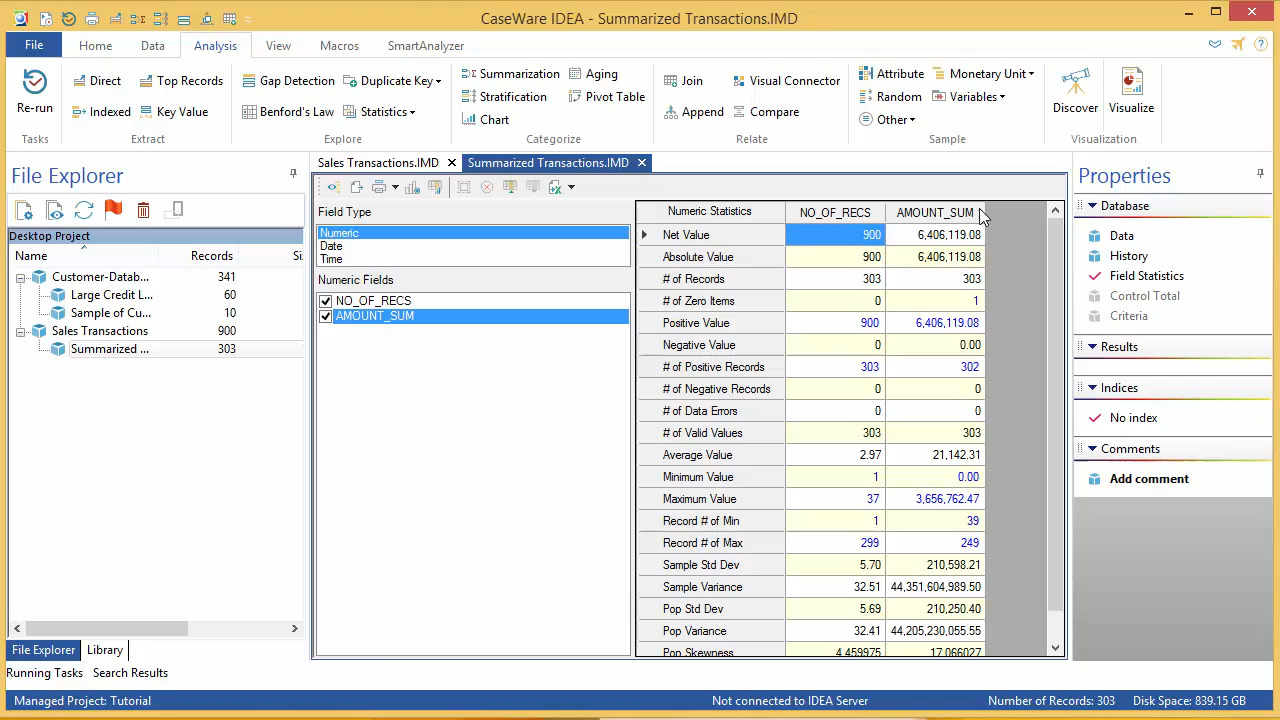 CaseWare IDEA - Summarized Transactions.IMD
File Home Data Analysis View Macros SmartAnalyzer
Re-run
Tasks
Direct Top Records
Indexed Key Value
Extract
Gap Detection Duplicate Key
Benford's Law Statistics
Explore
Summarization Aging
Stratification Pivot Table
Chart
Categorize
Join Visual Connector
Append Compare
Relate
Attribute Monetary Unit
Random Variables
Other
Sample
Discover Visualize
Visualization
File Explorer
Desktop Project
Name Records Si
Customer-Datab... 341
Large Credit L... 60
Sample of Cu... 10
Sales Transactions 900
Summarized ... 303
File Explorer Library
Running Tasks Search Results
Sales Transactions.IMD Summarized Transactions.IMD
Field Type
Numeric
Date
Time
Numeric Fields
NO_OF_RECS
AMOUNT_SUM
Numeric Statistics NO_OF_RECS AMOUNT_SUM
Net Value 900 6,406,119.08
Absolute Value 900 6,406,119.08
# of Records 303 303
# of Zero Items 0 1
Positive Value 900 6,406,119.08
Negative Value 0 0.00
# of Positive Records 303 302
# of Negative Records 0 0
# of Data Errors 0 0
# of Valid Values 303 303
Average Value 2.97 21,142.31
Minimum Value 1 0.00
Maximum Value 37 3,656,762.47
Record # of Min 1 39
Record # of Max 299 249
Sample Std Dev 5.70 210,598.21
Sample Variance 32.51 44,351,604,989.50
Pop Std Dev 5.69 210,250.40
Pop Variance 32.41 44,205,230,055.55
Pop Skewness 4.459975 17.066027
Properties
Database
Data
History
Field Statistics
Control Total
Criteria
Results
Indices
No index
Comments
Add comment
Managed Project: Tutorial Not connected to IDEA Server Number of Records: 303 Disk Space: 839.15 GB